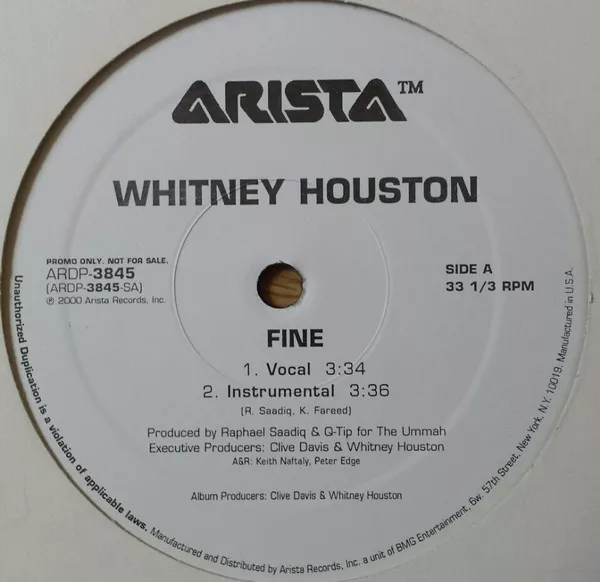 ARISTA™
WHITNEY HOUSTON
PROMO ONLY. NOT FOR SALE.
ARDP-3845
(ARDP-3845-SA)
℗ 2000 Arista Records, Inc.
SIDE A
33 1/3 RPM
FINE
1. Vocal 3:34
2. Instrumental 3:36
(R. Saadiq, K. Fareed)
Produced by Raphael Saadiq & Q-Tip for The Ummah
Executive Producers: Clive Davis & Whitney Houston
A&R: Keith Naftaly, Peter Edge
Album Producers: Clive Davis & Whitney Houston
Unauthorized Duplication is a violation of applicable laws. Manufactured and Distributed by Arista Records, Inc. a unit of BMG Entertainment, 6w. 57th Street, New York, N.Y. 10019. Manufactured in U.S.A.